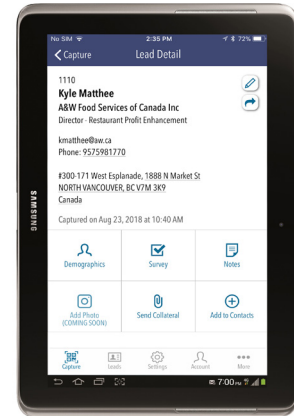 No SIM 2:35 PM 72%
Capture Lead Detail
1110
Kyle Matthee
A&W Food Services of Canada Inc
Director - Restaurant Profit Enhancement
kmatthee@aw.ca
Phone: 9575981770
#300-171 West Esplanade, 1888 N Market St
NORTH VANCOUVER, BC V7M 3K9
Canada
Captured on Aug 23, 2018 at 10:40 AM
SAMSUNG
Demographics Survey Notes
Add Photo Send Collateral Add to Contacts
(COMING SOON)
Capture Leads Settings Account More
7:00 PM